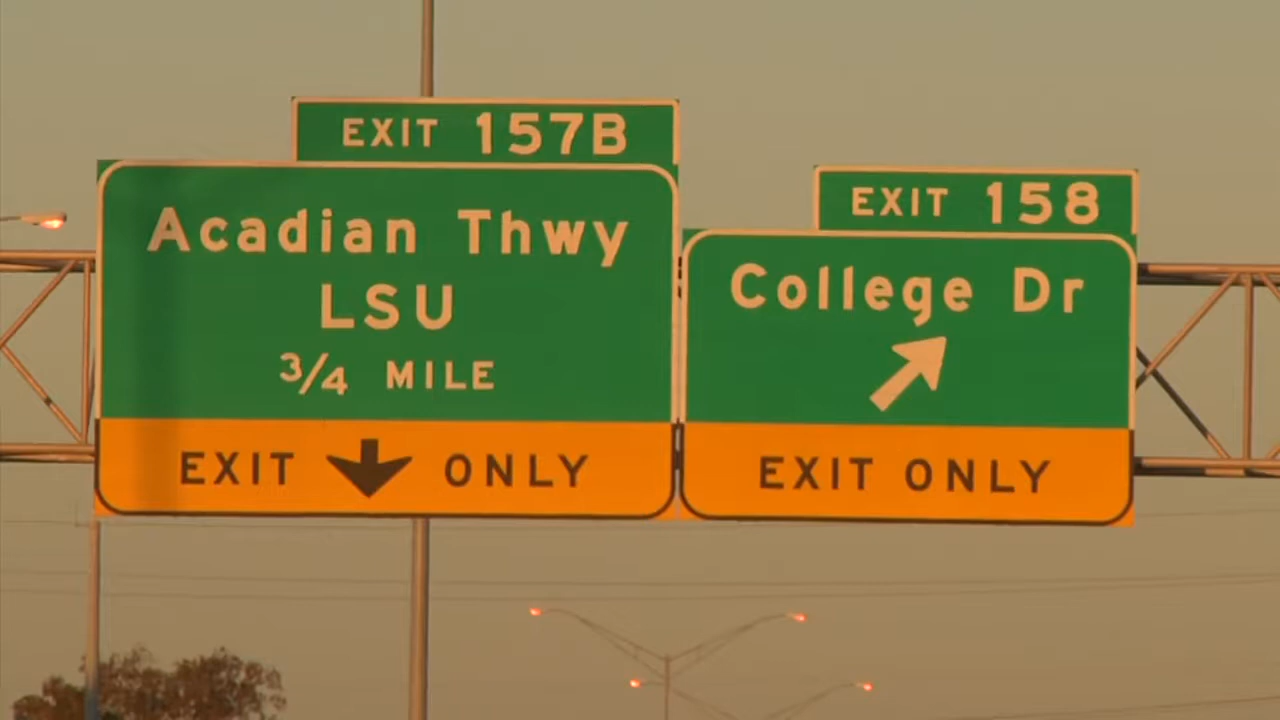 EXIT 157B
Acadian Thwy
LSU
3/4 MILE
EXIT ONLY
EXIT 158
College Dr
EXIT ONLY